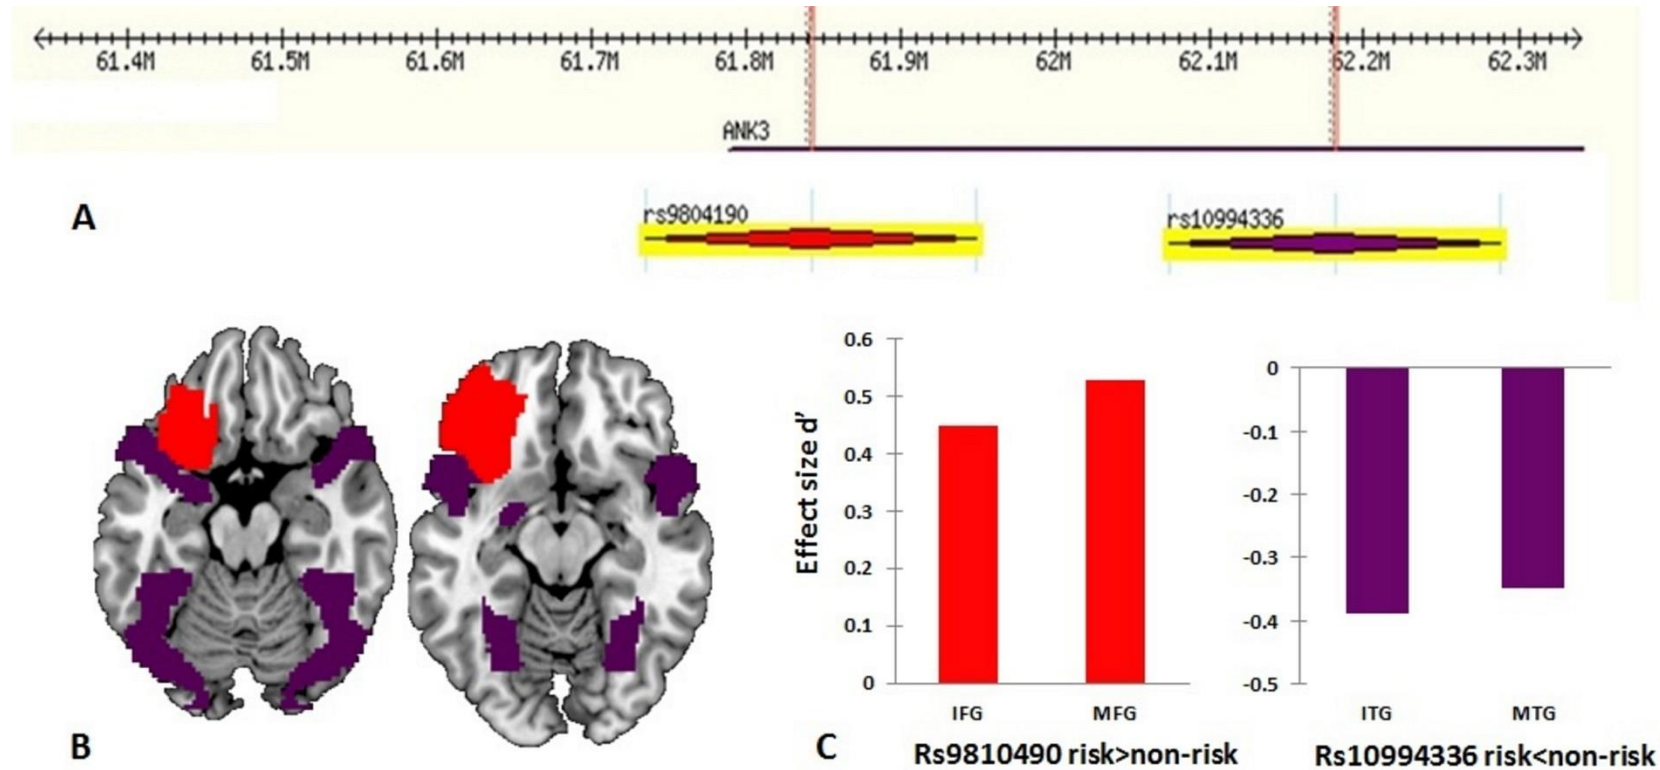 61.4M 61.5M 61.6M 61.7M 61.8M 61.9M 62M 62.1M 62.2M 62.3M
ANK3
A
rs9804190
rs10994336
B
C
Effect size d'
0.6
0.5
0.4
0.3
0.2
0.1
0
IFG MFG
Rs9810490 risk>non-risk
0
-0.1
-0.2
-0.3
-0.4
-0.5
ITG MTG
Rs10994336 risk<non-risk